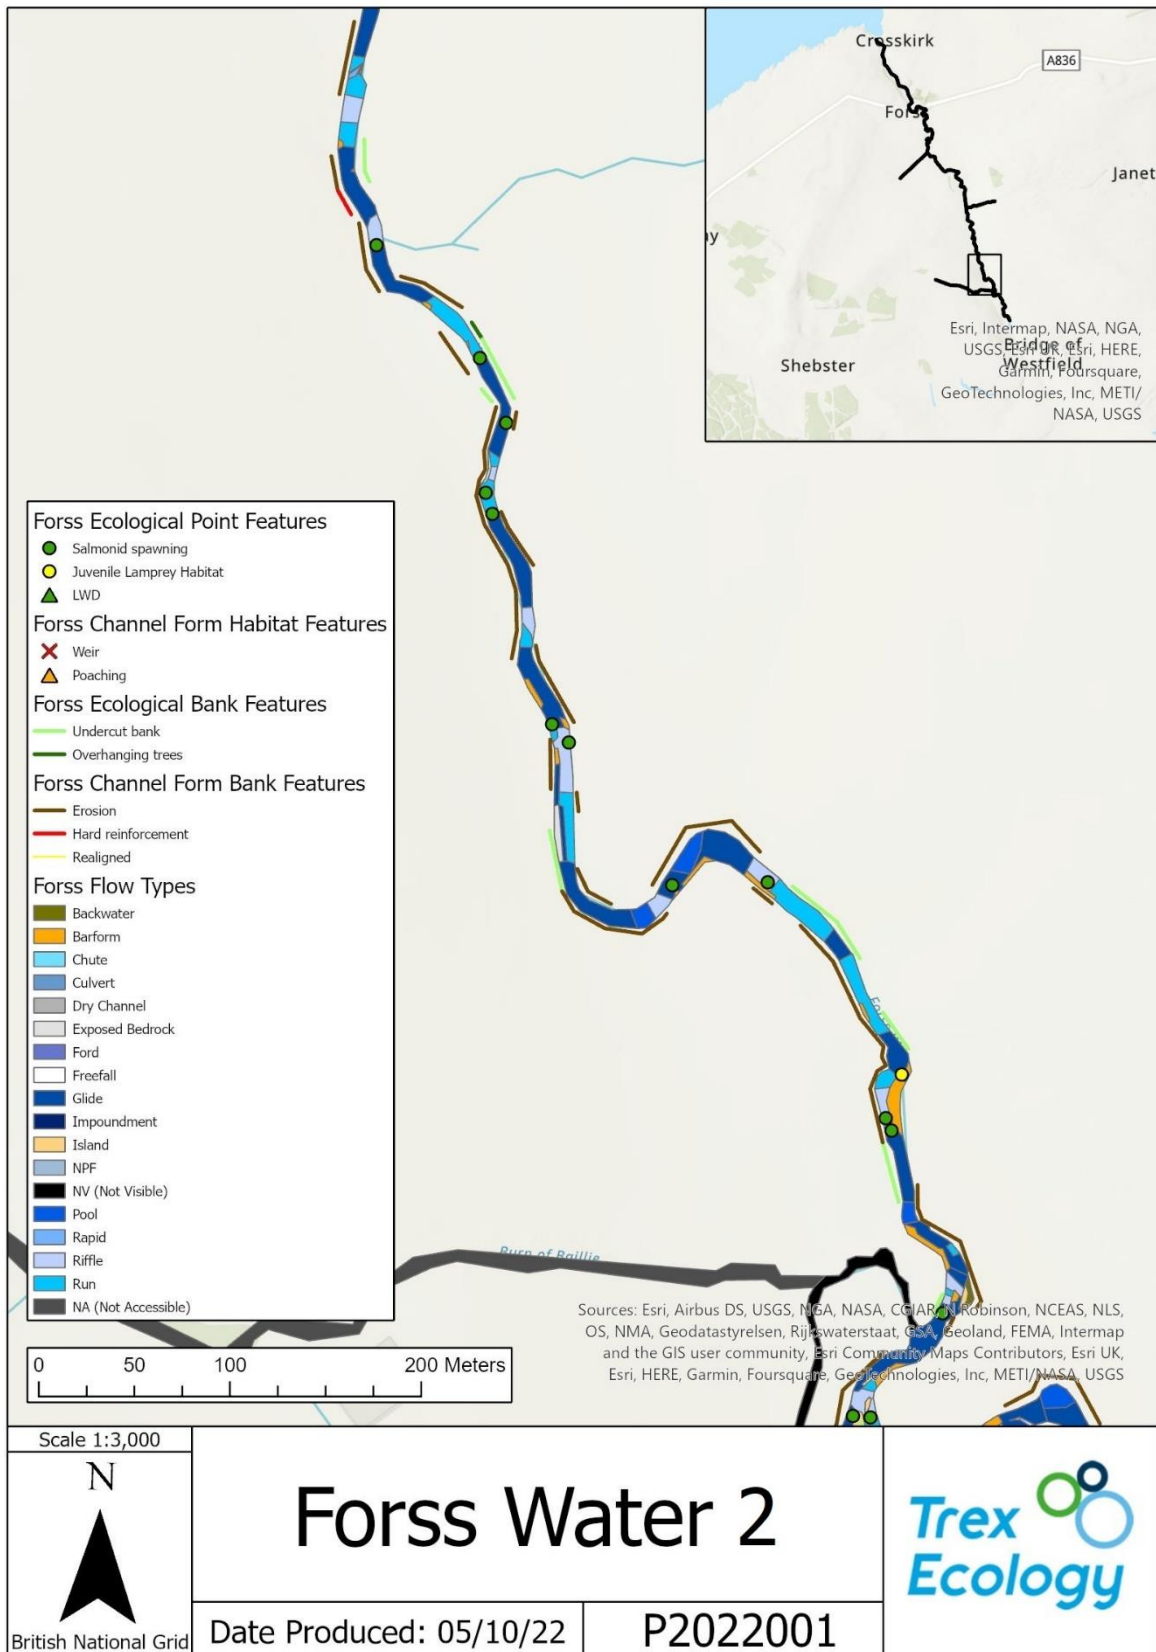 Crosskirk
A836
Forss
Janet
ay
Shebster
Bridge of
Westfield
Esri, Intermap, NASA, NGA,
USGS, Esri UK, Esri, HERE,
Garmin, Foursquare,
GeoTechnologies, Inc, METI/
NASA, USGS
Forss Ecological Point Features
Salmonid spawning
Juvenile Lamprey Habitat
LWD
Forss Channel Form Habitat Features
Weir
Poaching
Forss Ecological Bank Features
Undercut bank
Overhanging trees
Forss Channel Form Bank Features
Erosion
Hard reinforcement
Realigned
Forss Flow Types
Backwater
Barform
Chute
Culvert
Dry Channel
Exposed Bedrock
Ford
Freefall
Glide
Impoundment
Island
NPF
NV (Not Visible)
Pool
Rapid
Riffle
Run
NA (Not Accessible)
Burn of Baillie
Sources: Esri, Airbus DS, USGS, NGA, NASA, CGIAR, N Robinson, NCEAS, NLS,
OS, NMA, Geodatastyrelsen, Rijkswaterstaat, GSA, Geoland, FEMA, Intermap
and the GIS user community, Esri Community Maps Contributors, Esri UK,
Esri, HERE, Garmin, Foursquare, GeoTechnologies, Inc, METI/NASA, USGS
0 50 100 200 Meters
Scale 1:3,000
N
British National Grid
Forss Water 2
Date Produced: 05/10/22
P2022001
Trex
Ecology